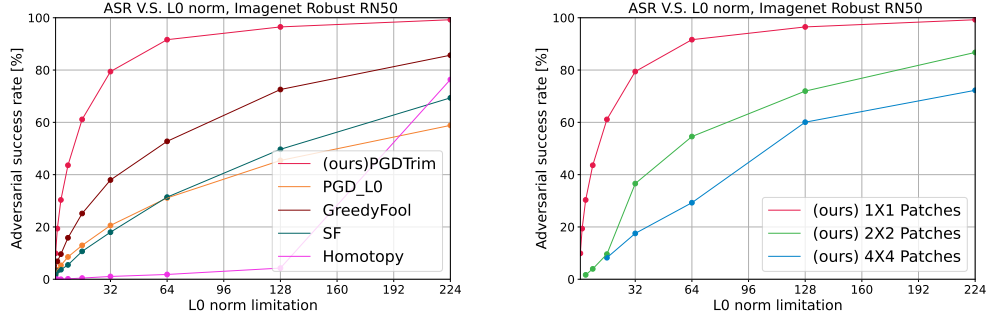 ASR V.S. L0 norm, Imagenet Robust RN50
Adversarial success rate [%]
100
80
60
40
20
0
32
64
96
128
160
192
224
L0 norm limitation
(ours)PGDTrim
PGD_L0
GreedyFool
SF
Homotopy
ASR V.S. L0 norm, Imagenet Robust RN50
Adversarial success rate [%]
100
80
60
40
20
0
32
64
96
128
160
192
224
L0 norm limitation
(ours) 1X1 Patches
(ours) 2X2 Patches
(ours) 4X4 Patches